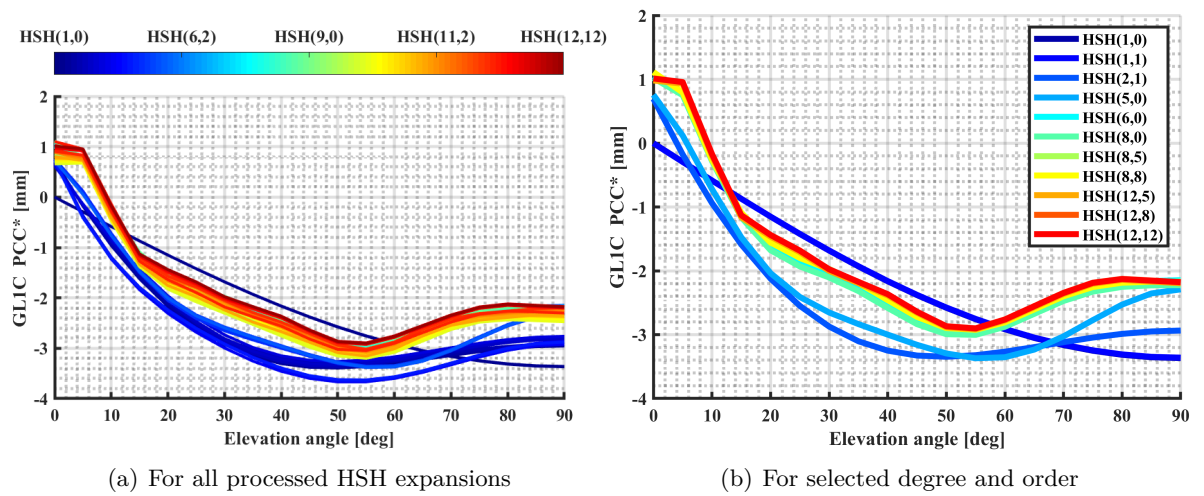 HSH(1,0) HSH(6,2) HSH(9,0) HSH(11,2) HSH(12,12)
2
1
0
-1
-2
-3
-4
GL1C PCC* [mm]
0 10 20 30 40 50 60 70 80 90
Elevation angle [deg]
(a) For all processed HSH expansions
2
1
0
-1
-2
-3
-4
GL1C PCC* [mm]
HSH(1,0)
HSH(1,1)
HSH(2,1)
HSH(5,0)
HSH(6,0)
HSH(8,0)
HSH(8,5)
HSH(8,8)
HSH(12,5)
HSH(12,8)
HSH(12,12)
0 10 20 30 40 50 60 70 80 90
Elevation angle [deg]
(b) For selected degree and order